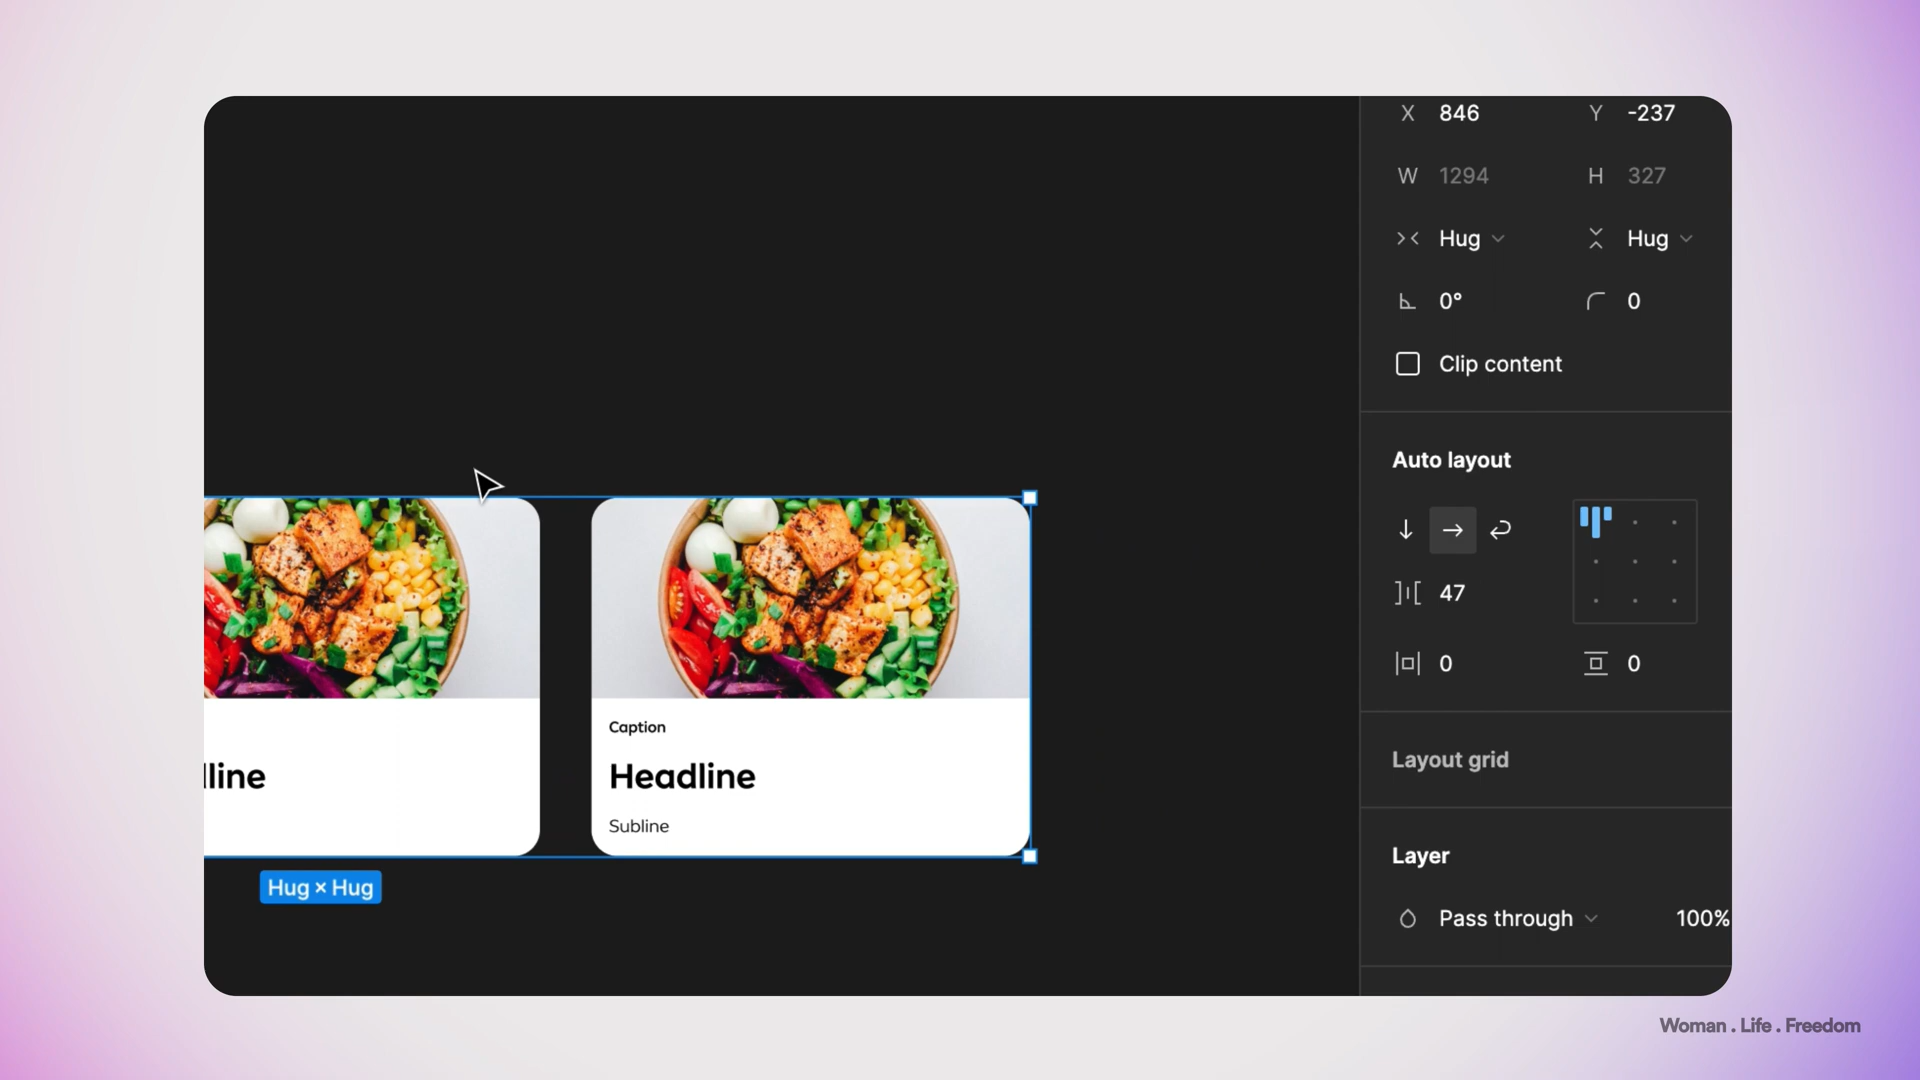 X 846 Y -237
W 1294 H 327
Hug Hug
0° 0
Clip content
Auto layout
47
0 0
Layout grid
Layer
Pass through 100%
Caption
lline Headline
Subline
Hug × Hug
Woman . Life . Freedom